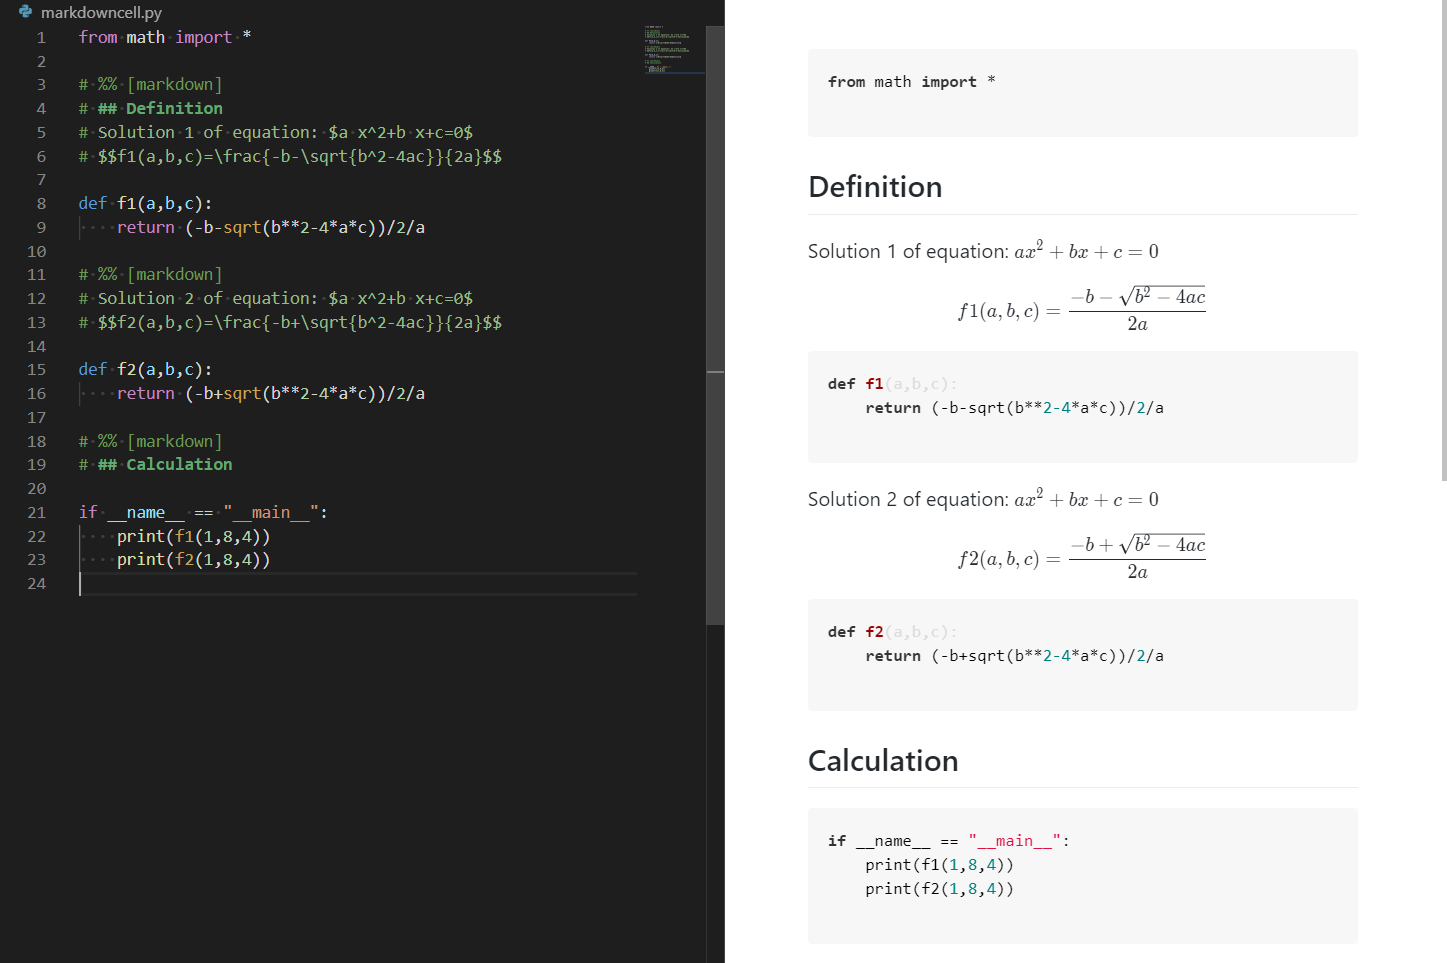 markdowncell.py
1 from math import *
2
3 # %% [markdown]
4 # ## Definition
5 # Solution 1 of equation: $a x^2+b x+c=0$
6 # $$f1(a,b,c)=\frac{-b-\sqrt{b^2-4ac}}{2a}$$
7
8 def f1(a,b,c):
9     return (-b-sqrt(b**2-4*a*c))/2/a
10
11 # %% [markdown]
12 # Solution 2 of equation: $a x^2+b x+c=0$
13 # $$f2(a,b,c)=\frac{-b+\sqrt{b^2-4ac}}{2a}$$
14
15 def f2(a,b,c):
16     return (-b+sqrt(b**2-4*a*c))/2/a
17
18 # %% [markdown]
19 # ## Calculation
20
21 if __name__ == "__main__":
22     print(f1(1,8,4))
23     print(f2(1,8,4))
24
from math import *
Definition
Solution 1 of equation: ax² + bx + c = 0
f1(a, b, c) = \frac{-b - \sqrt{b² - 4ac}}{2a}
def f1(a,b,c):
    return (-b-sqrt(b**2-4*a*c))/2/a
Solution 2 of equation: ax² + bx + c = 0
f2(a, b, c) = \frac{-b + \sqrt{b² - 4ac}}{2a}
def f2(a,b,c):
    return (-b+sqrt(b**2-4*a*c))/2/a
Calculation
if __name__ == "__main__":
    print(f1(1,8,4))
    print(f2(1,8,4))